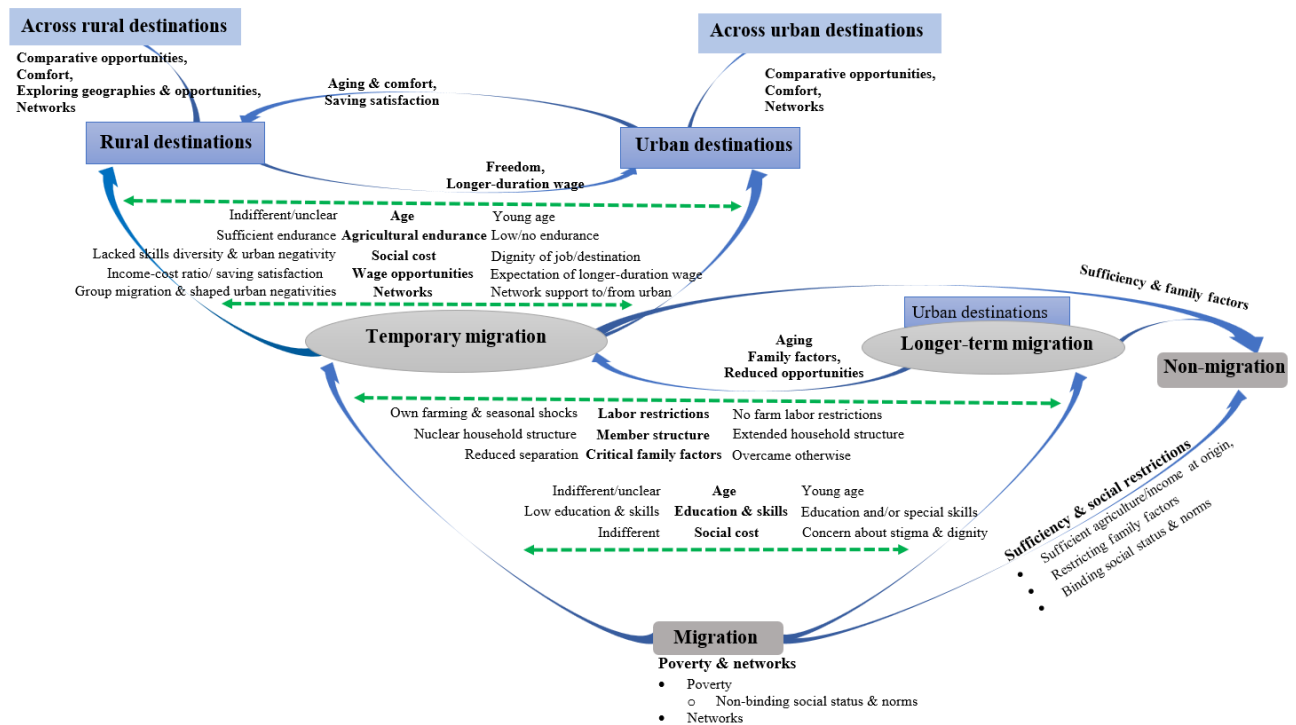 Across rural destinations
Comparative opportunities,
Comfort,
Exploring geographies & opportunities,
Networks
Across urban destinations
Comparative opportunities,
Comfort,
Networks
Aging & comfort,
Saving satisfaction
Rural destinations
Urban destinations
Freedom,
Longer-duration wage
Indifferent/unclear Age Young age
Sufficient endurance Agricultural endurance Low/no endurance
Lacked skills diversity & urban negativity Social cost Dignity of job/destination
Income-cost ratio/ saving satisfaction Wage opportunities Expectation of longer-duration wage
Group migration & shaped urban negativities Networks Network support to/from urban
Sufficiency & family factors
Temporary migration
Urban destinations
Longer-term migration
Aging
Family factors,
Reduced opportunities
Non-migration
Own farming & seasonal shocks Labor restrictions No farm labor restrictions
Nuclear household structure Member structure Extended household structure
Reduced separation Critical family factors Overcame otherwise
Indifferent/unclear Age Young age
Low education & skills Education & skills Education and/or special skills
Indifferent Social cost Concern about stigma & dignity
Sufficiency & social restrictions
• Sufficient agriculture/income at origin,
• Restricting family factors
• Binding social status & norms
Migration
Poverty & networks
• Poverty
o Non-binding social status & norms
• Networks